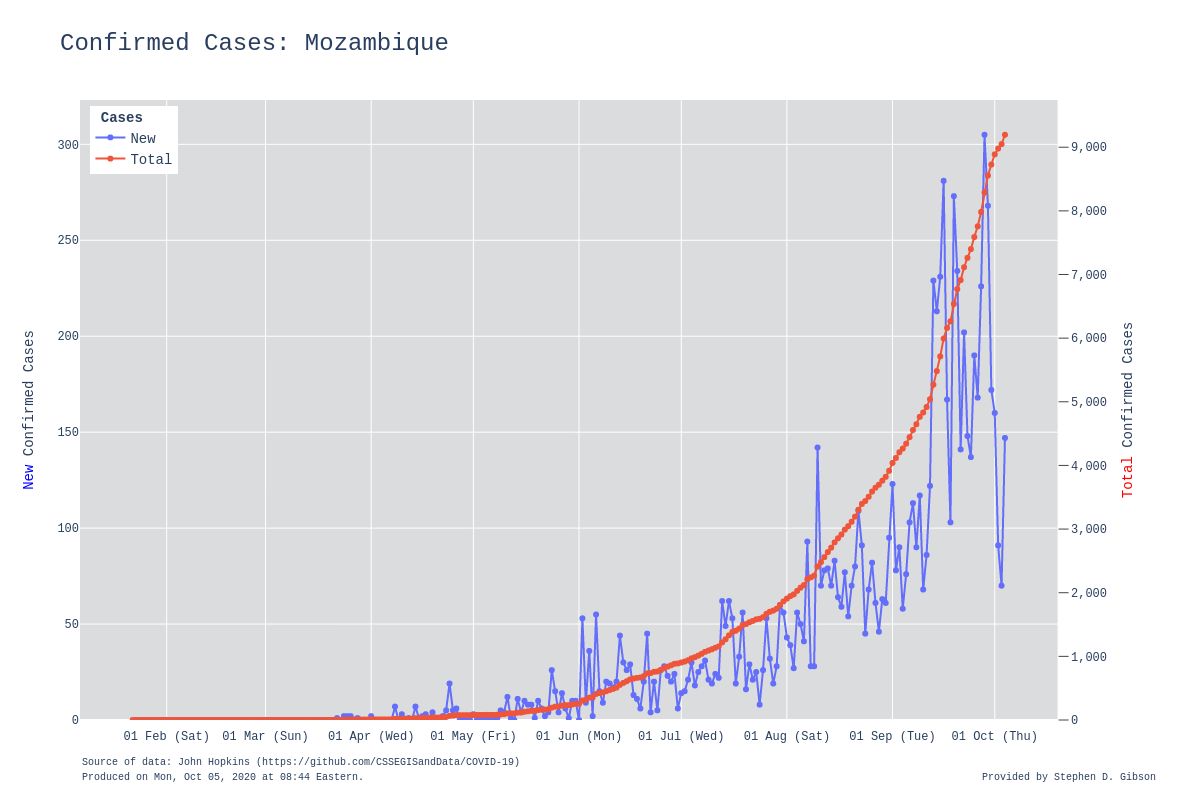 Confirmed Cases: Mozambique
Cases
New
Total
300
250
200
150
100
50
0
New Confirmed Cases
9,000
8,000
7,000
6,000
5,000
4,000
3,000
2,000
1,000
0
Total Confirmed Cases
01 Feb (Sat) 01 Mar (Sun) 01 Apr (Wed) 01 May (Fri) 01 Jun (Mon) 01 Jul (Wed) 01 Aug (Sat) 01 Sep (Tue) 01 Oct (Thu)
Source of data: John Hopkins (https://github.com/CSSEGISandData/COVID-19)
Produced on Mon, Oct 05, 2020 at 08:44 Eastern.
Provided by Stephen D. Gibson